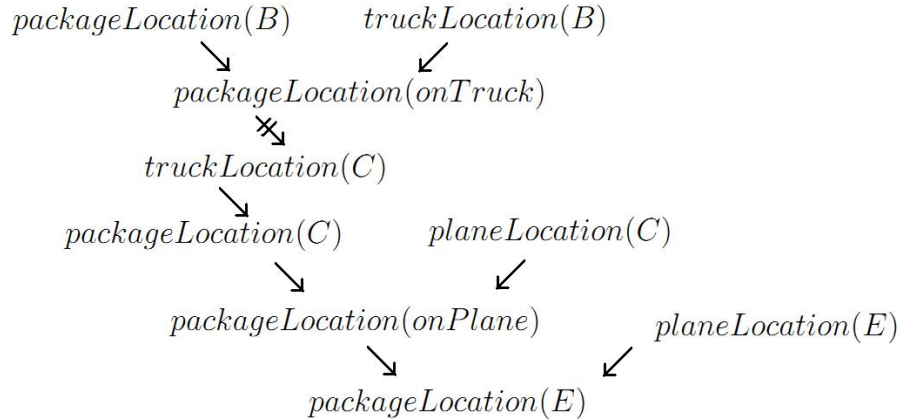 packageLocation(B) truckLocation(B)
packageLocation(onTruck)
truckLocation(C)
packageLocation(C) planeLocation(C)
packageLocation(onPlane) planeLocation(E)
packageLocation(E)